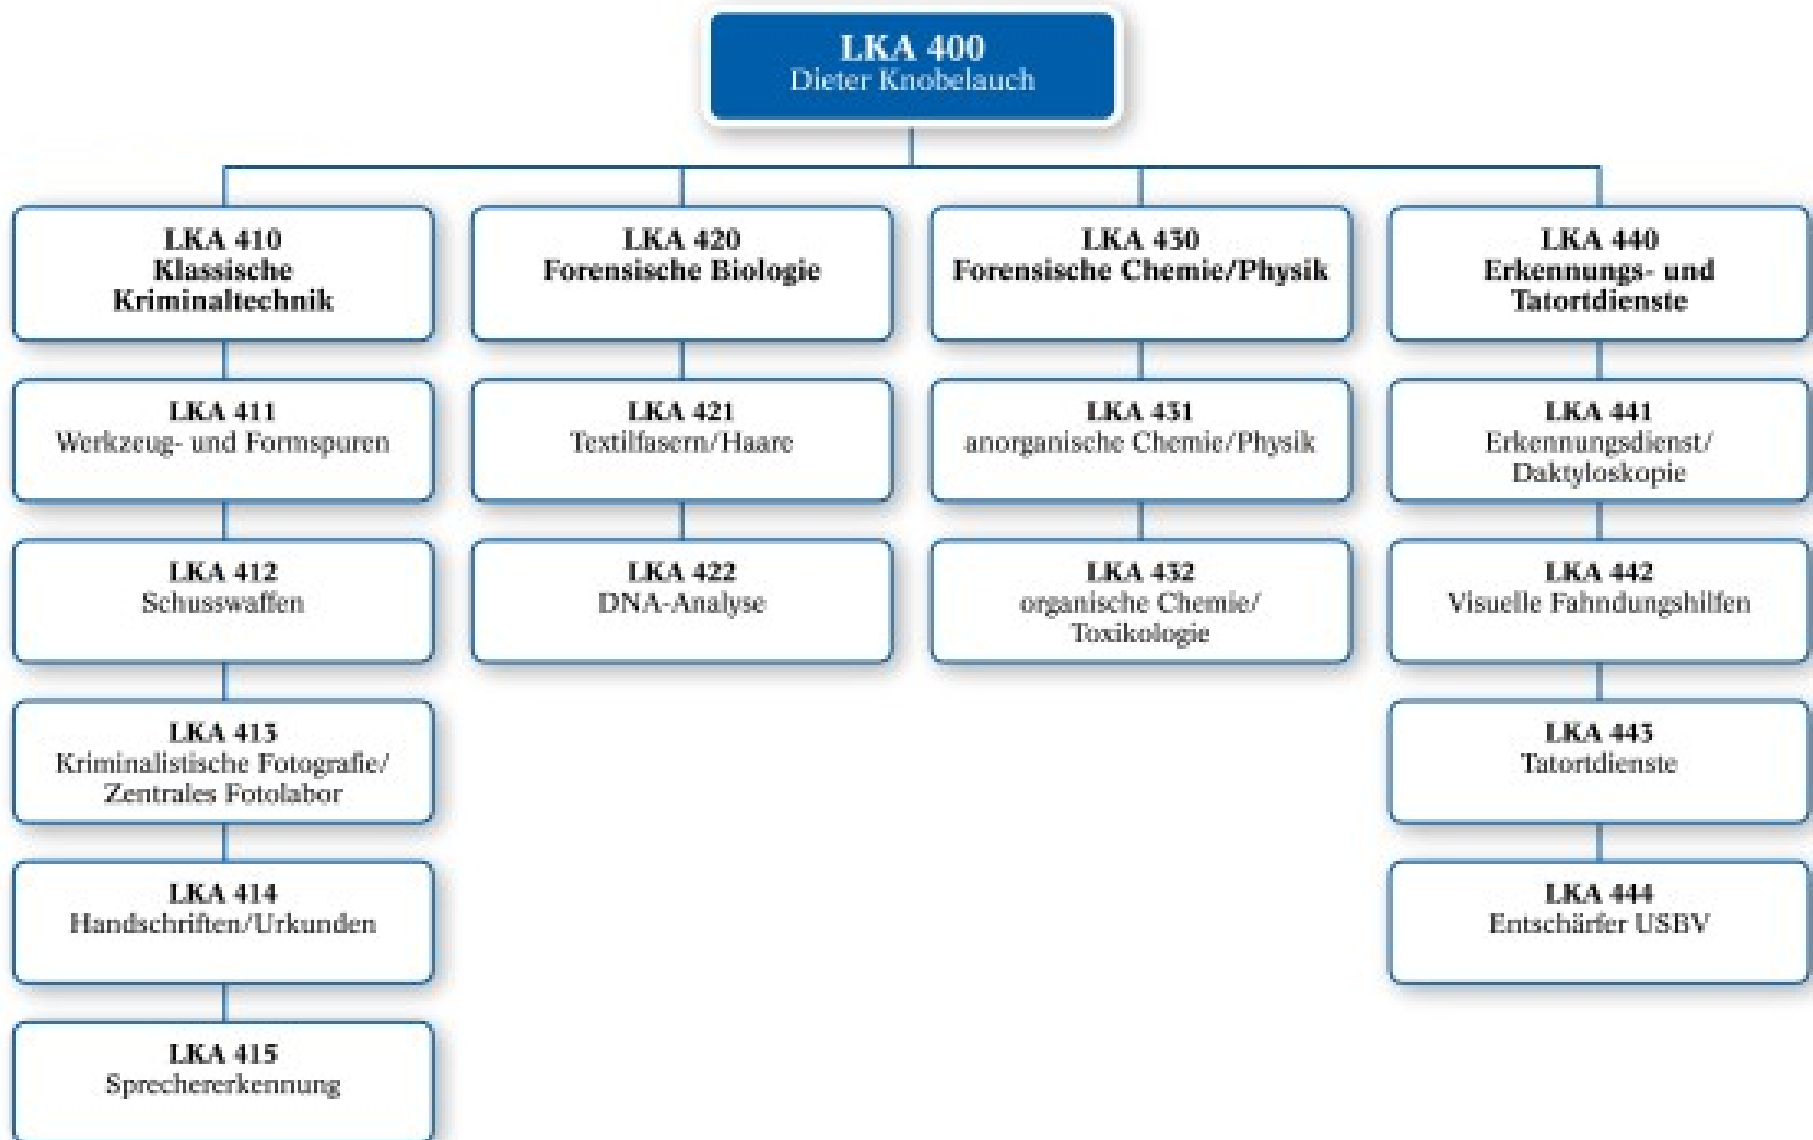 LKA 400
Dieter Knobelauch
LKA 410
Klassische
Kriminaltechnik
LKA 411
Werkzeug- und Formspuren
LKA 412
Schusswaffen
LKA 413
Kriminalistische Fotografie/
Zentrales Fotolabor
LKA 414
Handschriften/Urkunden
LKA 415
Sprechererkennung
LKA 420
Forensische Biologie
LKA 421
Textilfasern/Haare
LKA 422
DNA-Analyse
LKA 430
Forensische Chemie/Physik
LKA 431
anorganische Chemie/Physik
LKA 432
organische Chemie/
Toxikologie
LKA 440
Erkennungs- und
Tatortdienste
LKA 441
Erkennungsdienst/
Daktyloskopie
LKA 442
Visuelle Fahndungshilfen
LKA 443
Tatortdienste
LKA 444
Entschärfer USBV